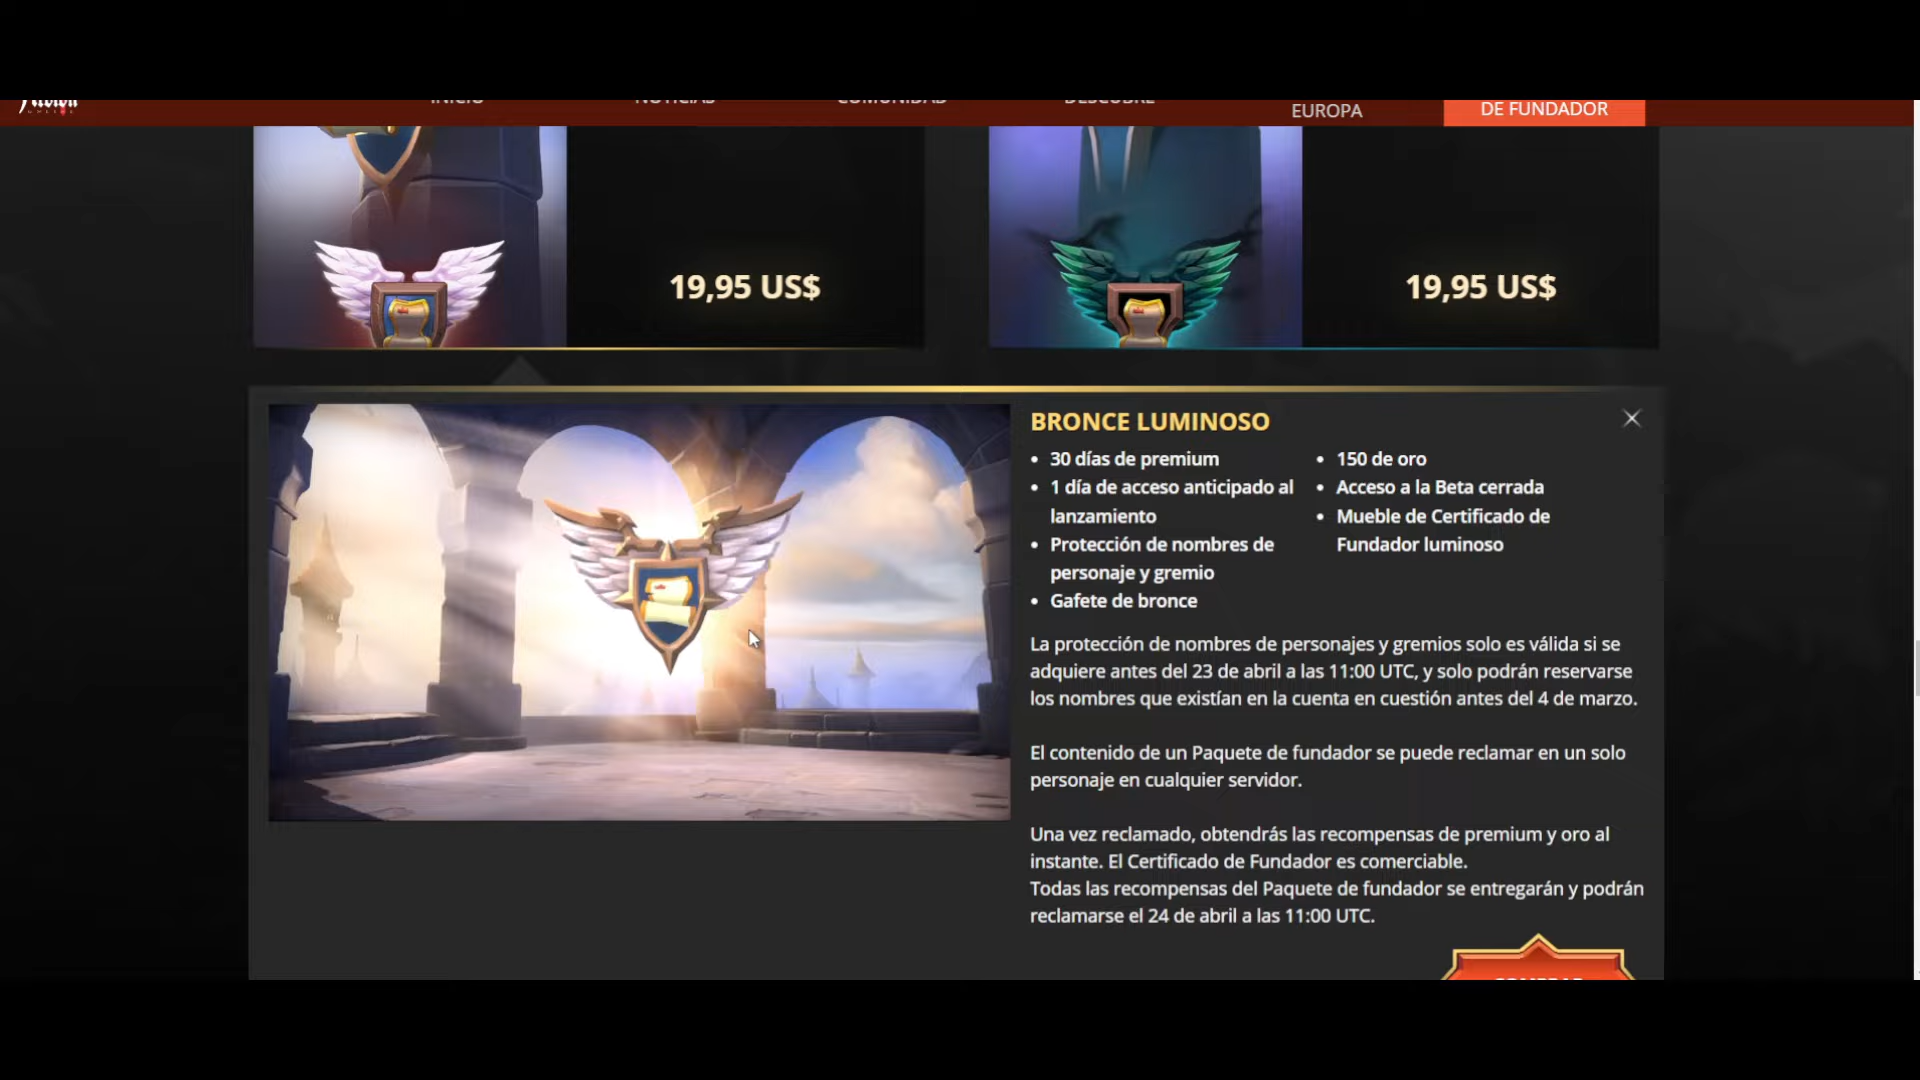 Albion
INICIO
NOTICIAS
COMUNIDAD
DESCUBRE
EUROPA
DE FUNDADOR
19,95 US$
19,95 US$
BRONCE LUMINOSO
• 30 días de premium
• 1 día de acceso anticipado al
lanzamiento
• Protección de nombres de
personaje y gremio
• Gafete de bronce
• 150 de oro
• Acceso a la Beta cerrada
• Mueble de Certificado de
Fundador luminoso
La protección de nombres de personajes y gremios solo es válida si se
adquiere antes del 23 de abril a las 11:00 UTC, y solo podrán reservarse
los nombres que existían en la cuenta en cuestión antes del 4 de marzo.
El contenido de un Paquete de fundador se puede reclamar en un solo
personaje en cualquier servidor.
Una vez reclamado, obtendrás las recompensas de premium y oro al
instante. El Certificado de Fundador es comerciable.
Todas las recompensas del Paquete de fundador se entregarán y podrán
reclamarse el 24 de abril a las 11:00 UTC.
COMPRAR